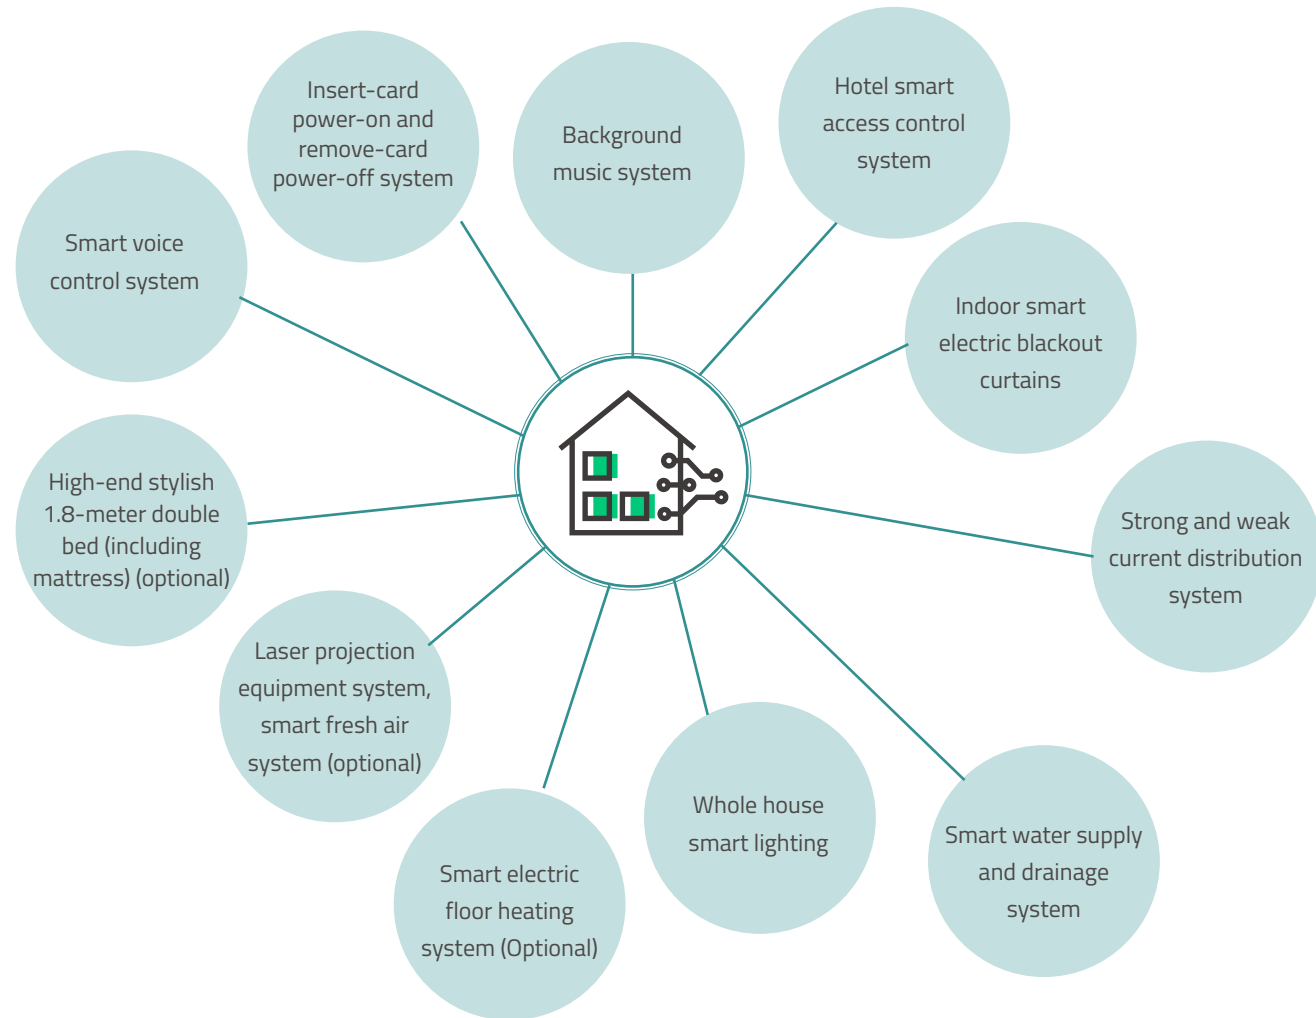 Insert-card
power-on and
remove-card
power-off system
Background
music system
Hotel smart
access control
system
Smart voice
control system
Indoor smart
electric blackout
curtains
High-end stylish
1.8-meter double
bed (including
mattress) (optional)
Strong and weak
current distribution
system
Laser projection
equipment system,
smart fresh air
system (optional)
Whole house
smart lighting
Smart water supply
and drainage
system
Smart electric
floor heating
system (Optional)